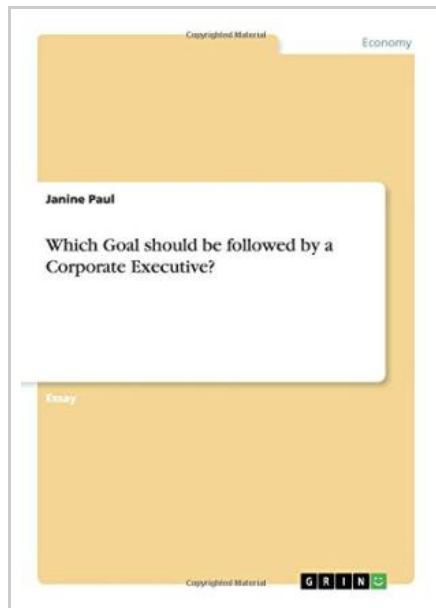 Copyrighted Material
Economy
Janine Paul
Which Goal should be followed by a
Corporate Executive?
Essay
Copyrighted Material
GRIN